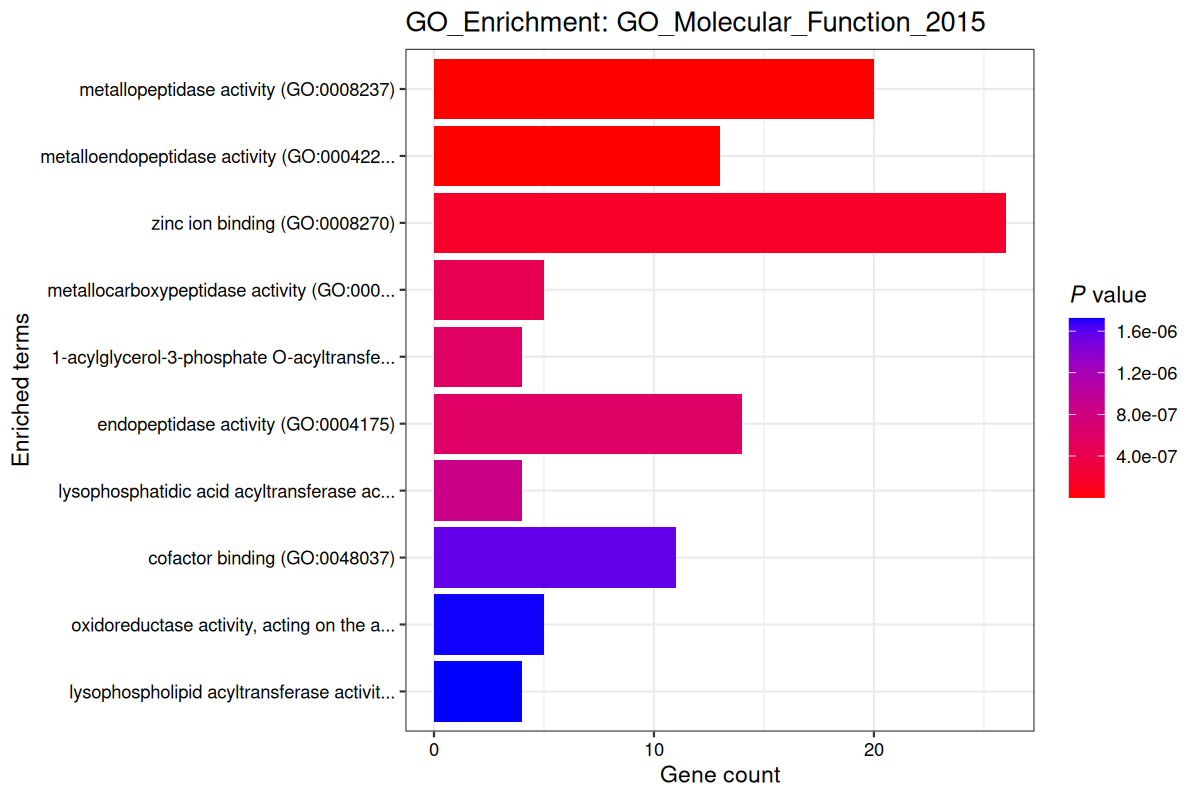 GO_Enrichment: GO_Molecular_Function_2015
metallopeptidase activity (GO:0008237)
metalloendopeptidase activity (GO:000422...
zinc ion binding (GO:0008270)
metallocarboxypeptidase activity (GO:000...
1-acylglycerol-3-phosphate O-acyltransfe...
endopeptidase activity (GO:0004175)
lysophosphatidic acid acyltransferase ac...
cofactor binding (GO:0048037)
oxidoreductase activity, acting on the a...
lysophospholipid acyltransferase activit...
Enriched terms
0 10 20
Gene count
P value
1.6e-06
1.2e-06
8.0e-07
4.0e-07